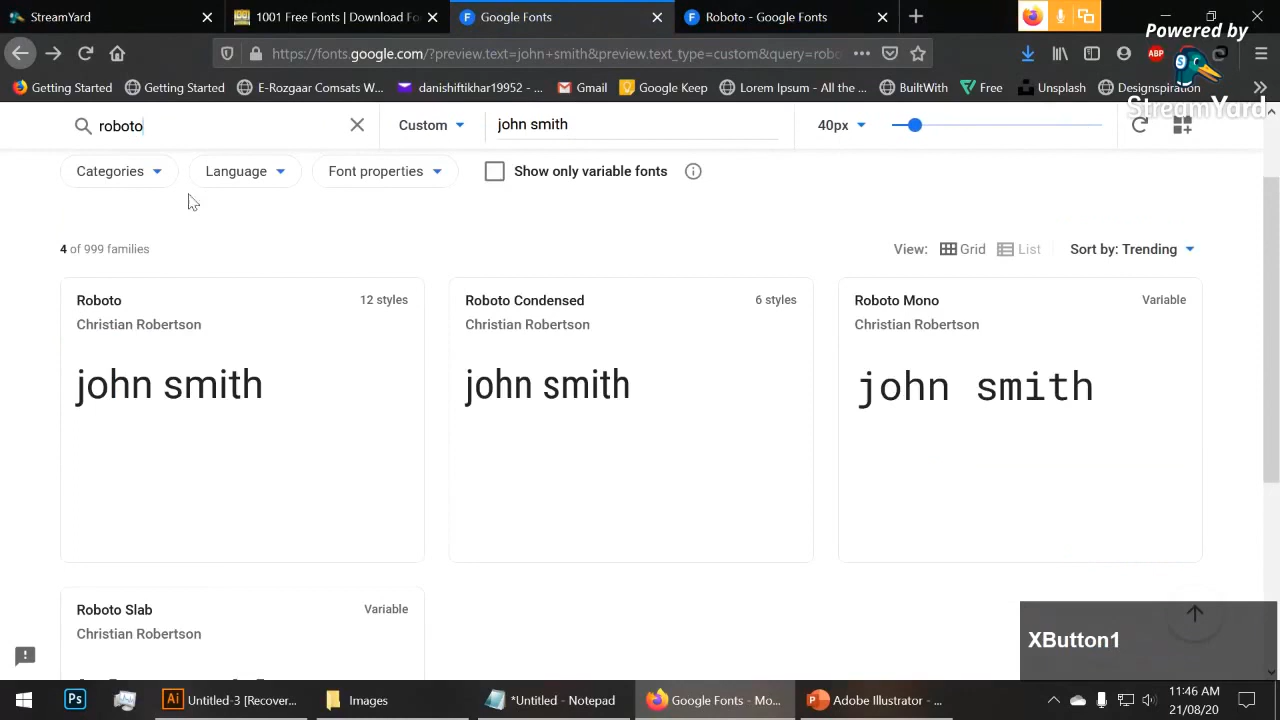 StreamYard
1001 Free Fonts | Download Fo
Google Fonts
Roboto - Google Fonts
Powered by
StreamYard
https://fonts.google.com/?preview.text=john+smith&preview.text_type=custom&query=robo
ABP
Getting Started
Getting Started
E-Rozgaar Comsats W...
danishiftikhar19952 - ...
Gmail
Google Keep
Lorem Ipsum - All the ...
BuiltWith
Free
Unsplash
Designspiration
roboto
Custom
john smith
40px
Categories
Language
Font properties
Show only variable fonts
4 of 999 families
View:
Grid
List
Sort by: Trending
Roboto
12 styles
Christian Robertson
john smith
Roboto Condensed
6 styles
Christian Robertson
john smith
Roboto Mono
Variable
Christian Robertson
john smith
Roboto Slab
Variable
Christian Robertson
XButton1
Ps
Ai
Untitled-3 [Recover...
Images
*Untitled - Notepad
Google Fonts - Mo...
Adobe Illustrator - ...
11:46 AM
21/08/20